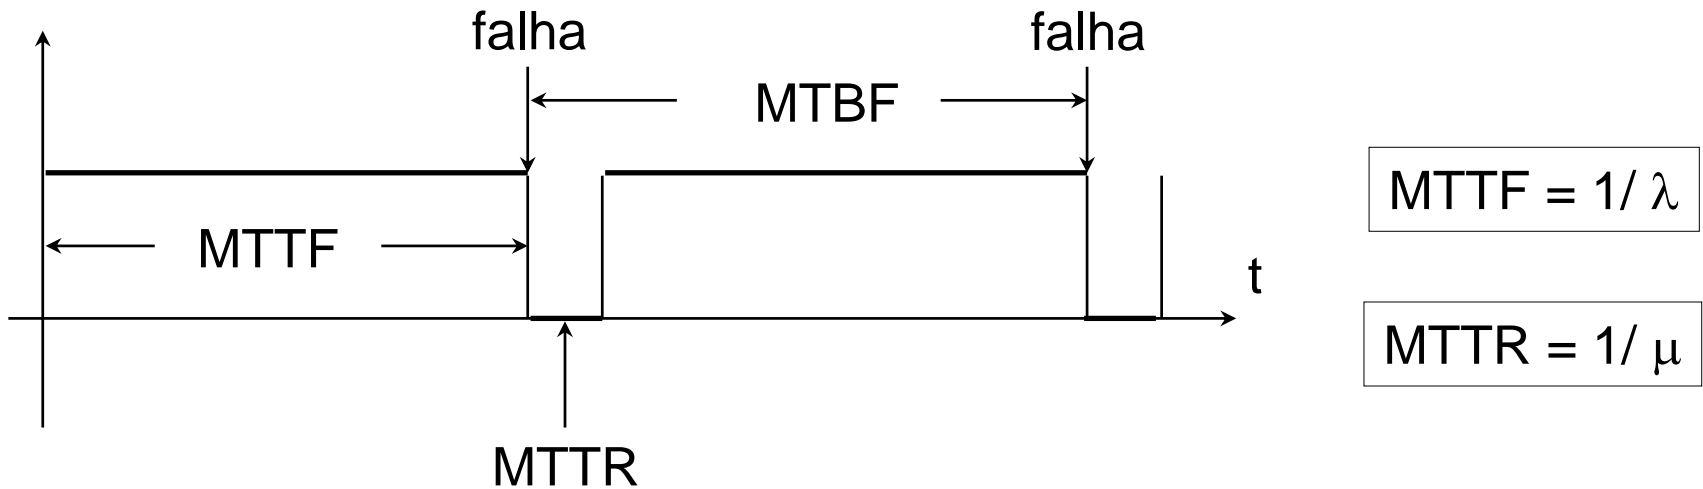 falha
falha
MTBF
MTTF = 1/ λ
MTTF
t
MTTR = 1/ μ
MTTR